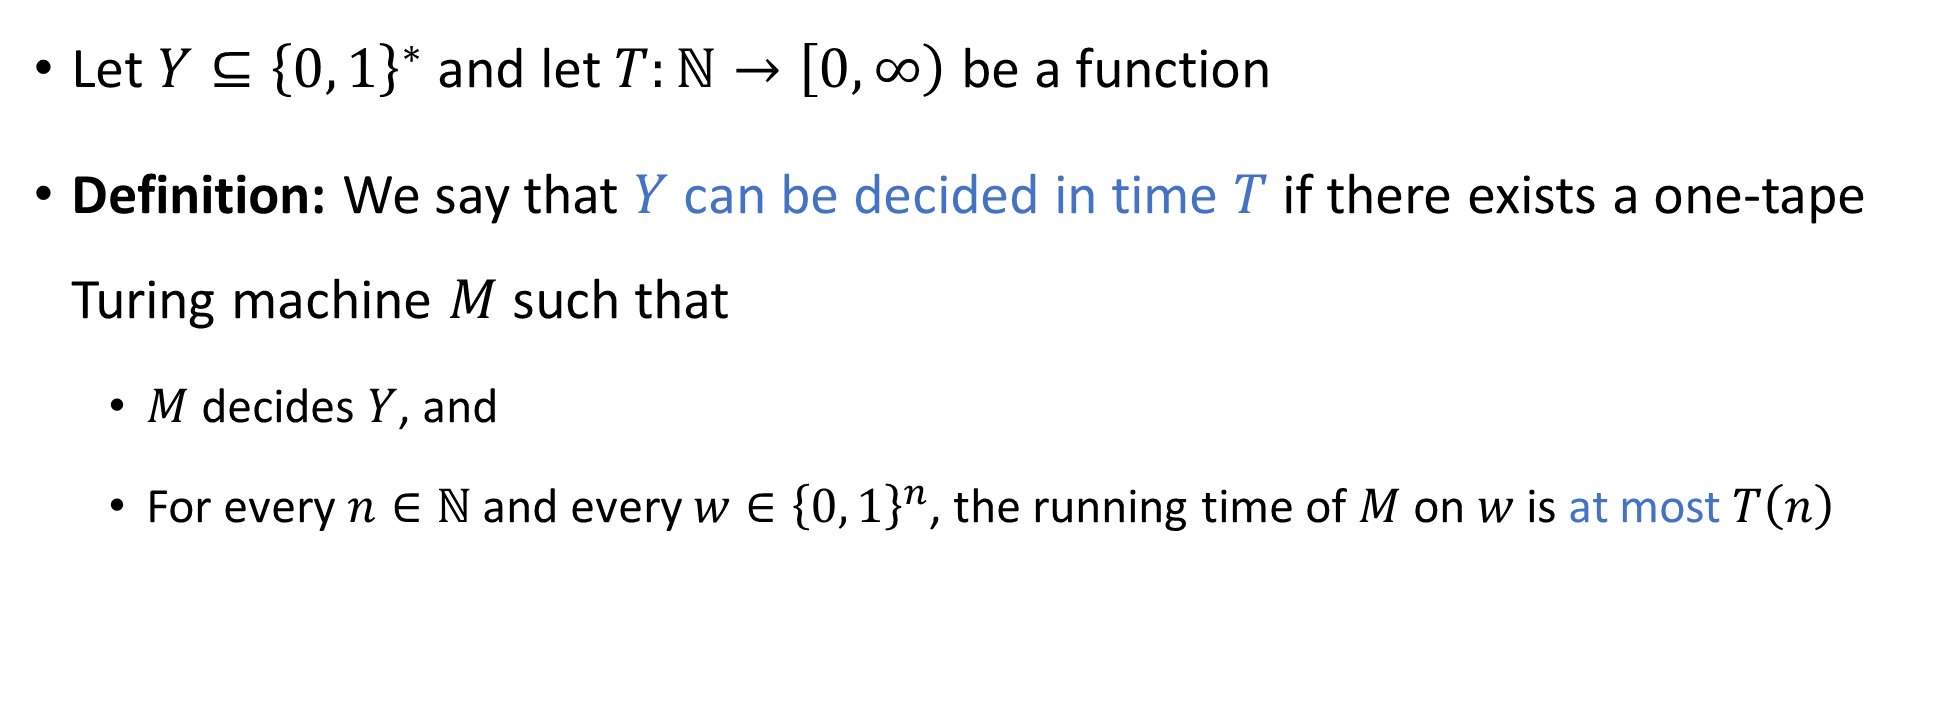 • Let 𝑌 ⊆ {0, 1}* and let 𝑇: ℕ → [0, ∞) be a function
• Definition: We say that 𝑌 can be decided in time 𝑇 if there exists a one-tape
Turing machine 𝑀 such that
• 𝑀 decides 𝑌, and
• For every 𝑛 ∈ ℕ and every 𝑤 ∈ {0, 1}ⁿ, the running time of 𝑀 on 𝑤 is at most 𝑇(𝑛)